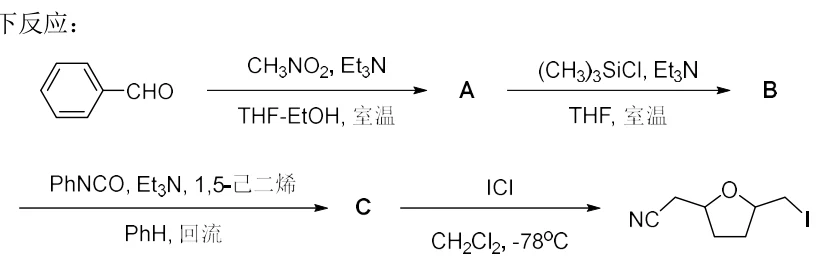 下反应：
CHO
CH₃NO₂, Et₃N
THF-EtOH, 室温
A
(CH₃)₃SiCl, Et₃N
THF, 室温
B
PhNCO, Et₃N, 1,5-己二烯
PhH, 回流
C
ICl
CH₂Cl₂, -78⁰C
NC
O
I